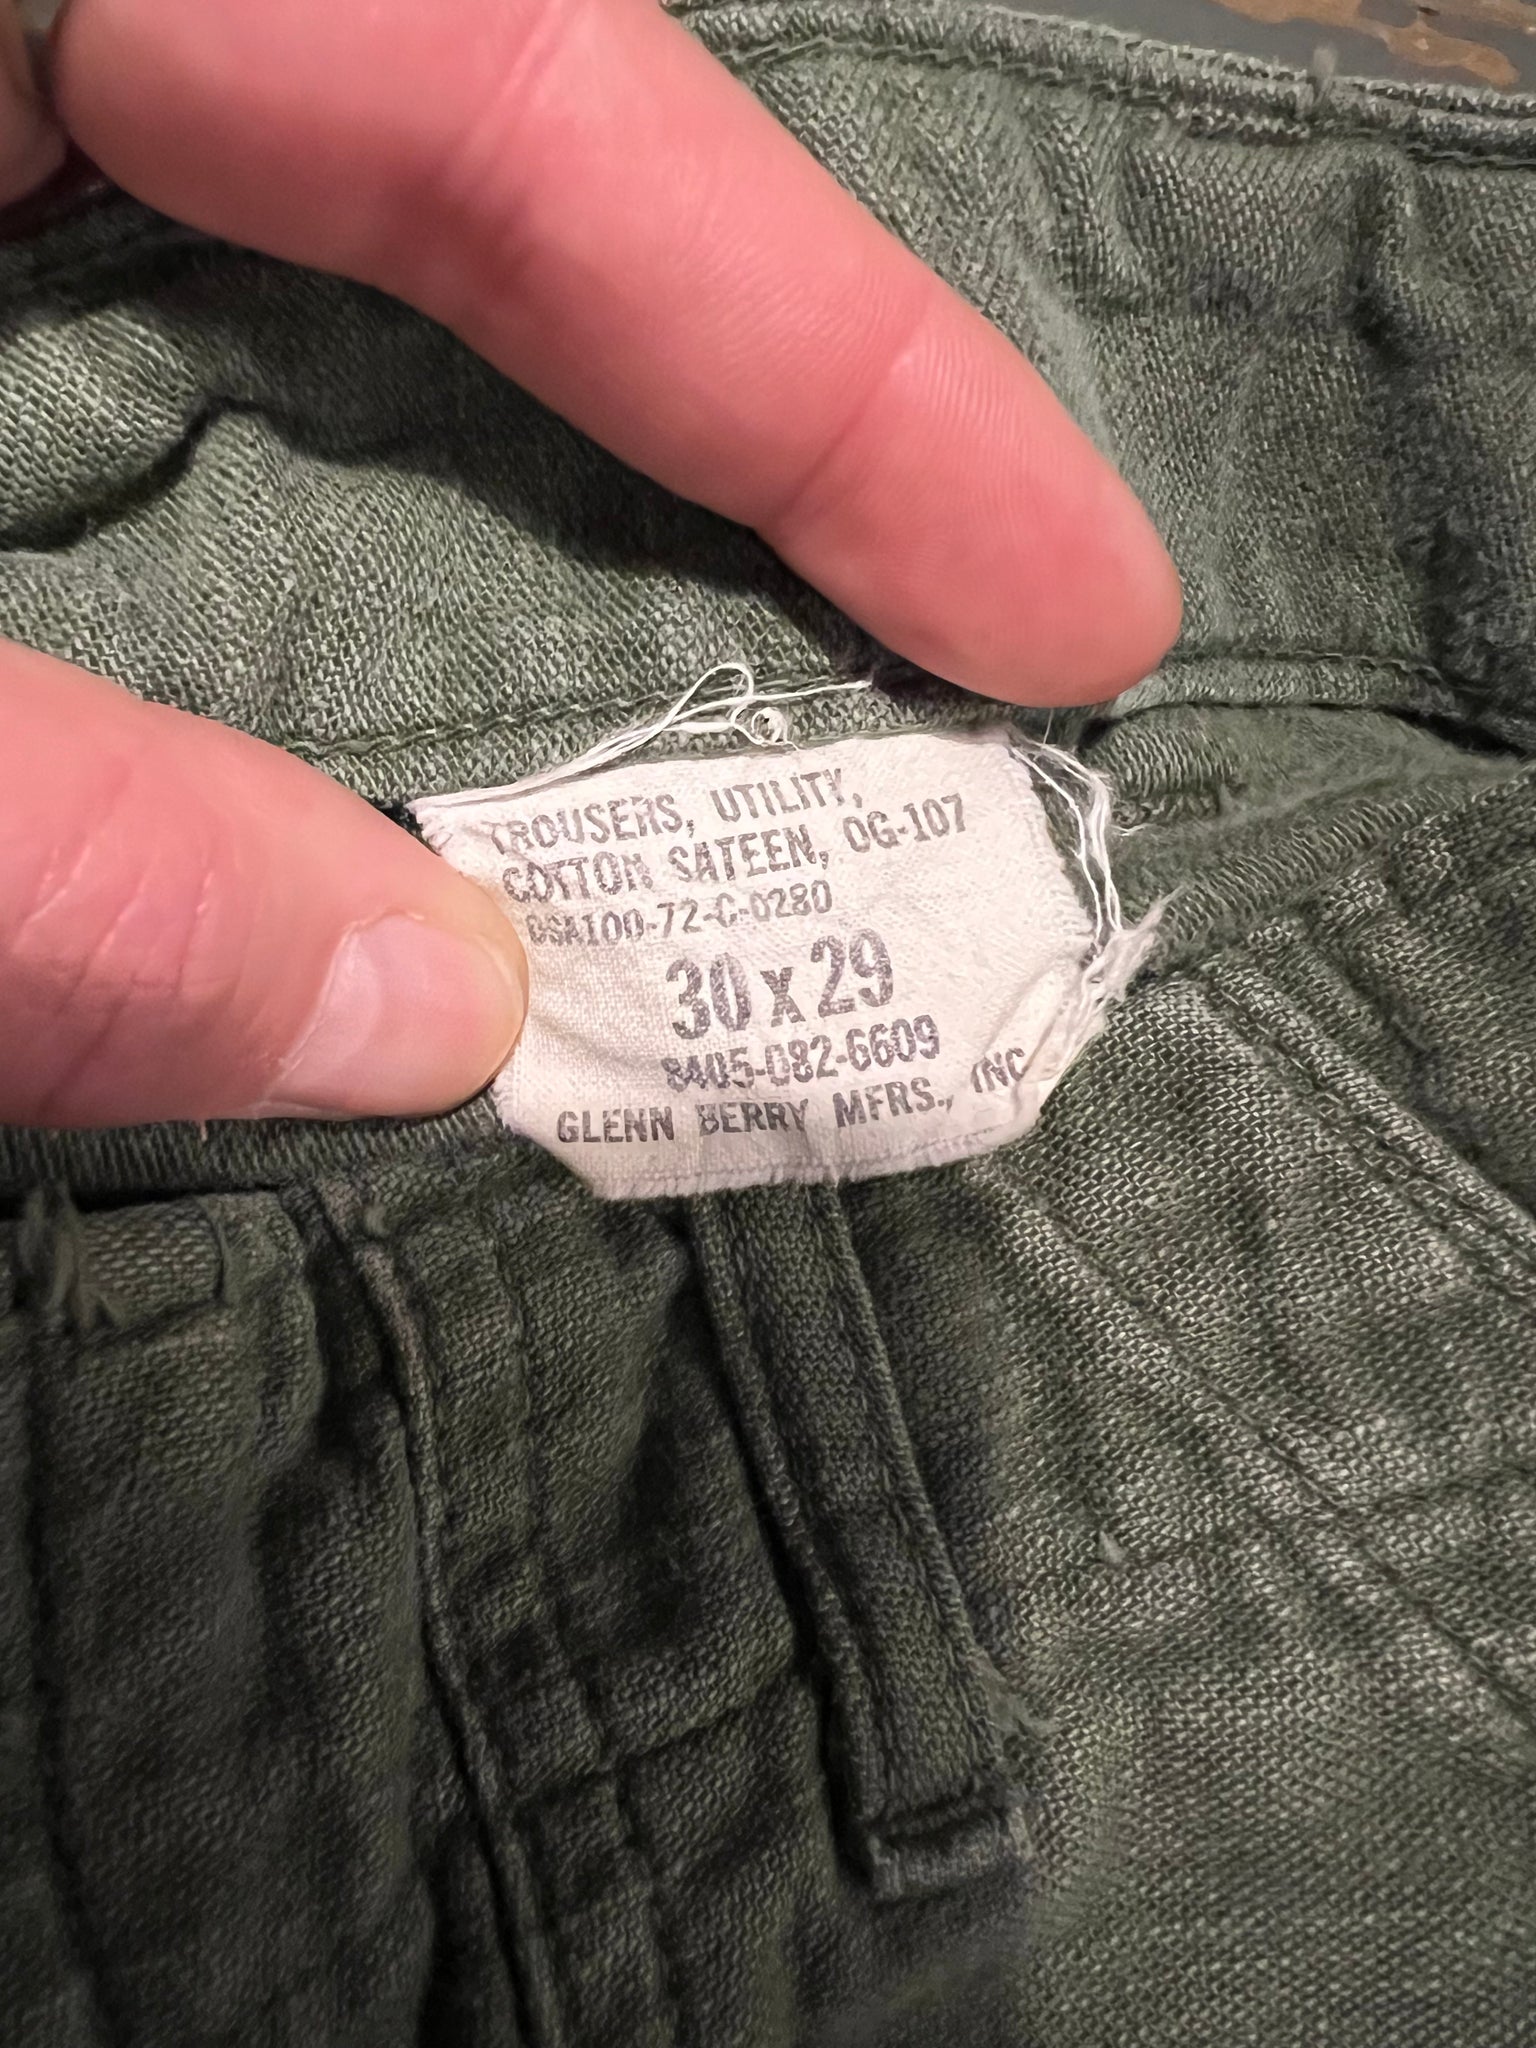 TROUSERS, UTILITY,
COTTON SATEEN, OG-107
DSA100-72-C-0280
30 x 29
8405-082-6609
GLENN BERRY MFRS., INC